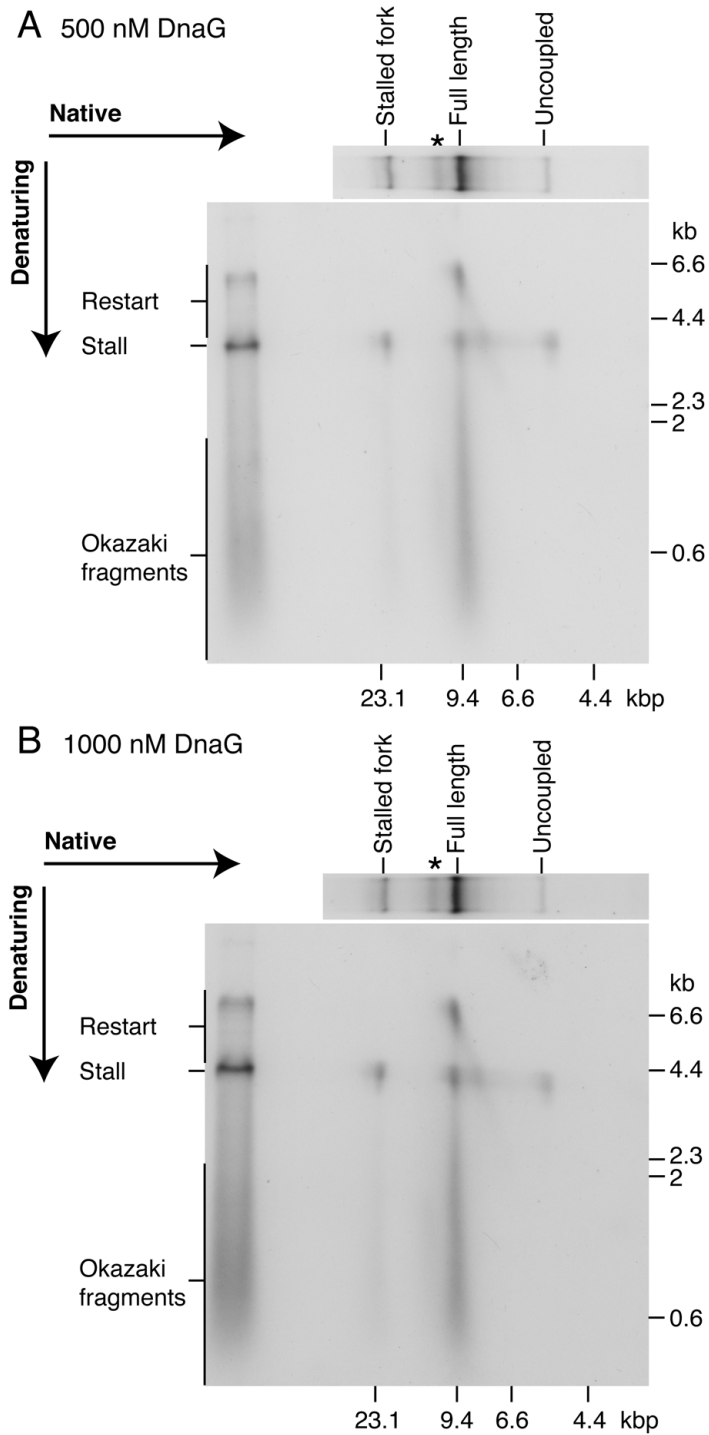 A 500 nM DnaG
Stalled fork
*
Full length
Uncoupled
Native
Denaturing
kb
6.6
Restart
4.4
Stall
2.3
2
Okazaki
fragments
0.6
23.1 9.4 6.6 4.4 kbp
B 1000 nM DnaG
Stalled fork
*
Full length
Uncoupled
Native
Denaturing
kb
6.6
Restart
4.4
Stall
2.3
2
Okazaki
fragments
0.6
23.1 9.4 6.6 4.4 kbp